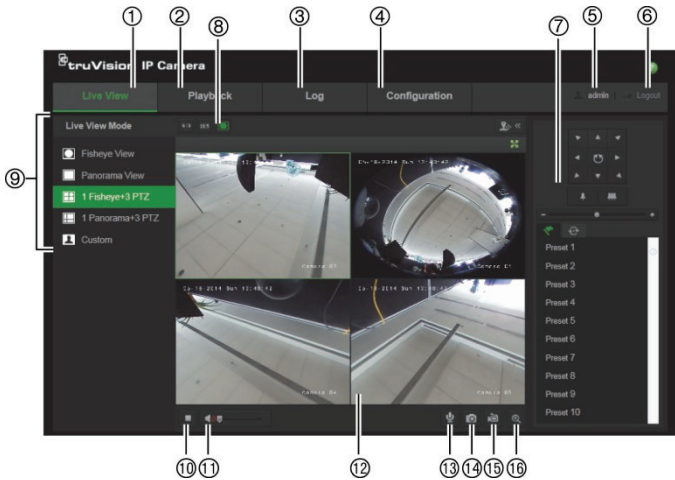 ① ② ⑧ ③ ④ ⑦ ⑤ ⑥
truVision IP Camera
Live View Playback Log Configuration admin Logout
⑨
Live View Mode
Fisheye View
Panorama View
1 Fisheye+3 PTZ
1 Panorama+3 PTZ
Custom
Camera 01
Preset 1
Preset 2
Preset 3
Preset 4
Preset 5
Preset 6
Preset 7
Preset 8
Preset 9
Preset 10
⑩ ⑪ ⑫ ⑬ ⑭ ⑮ ⑯